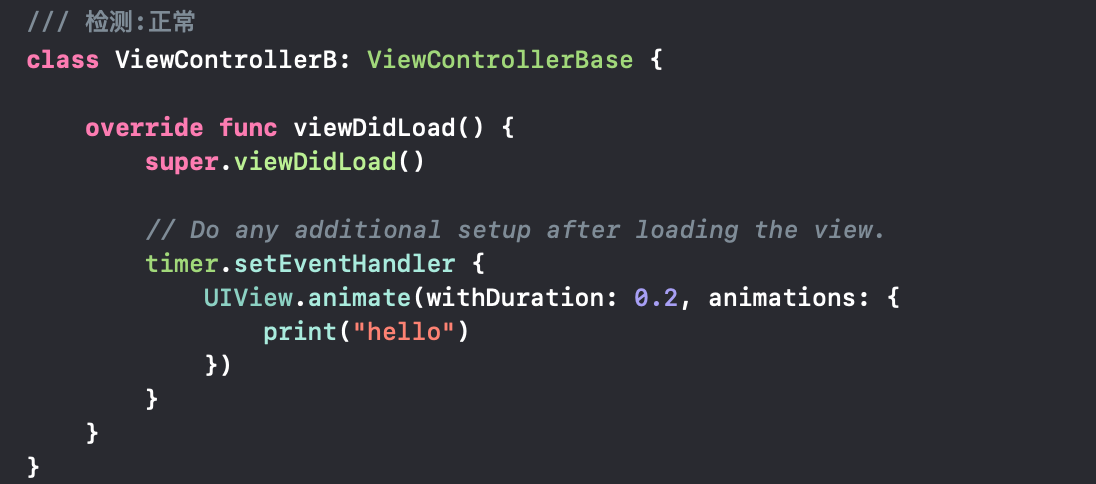 /// 检测:正常
class ViewControllerB: ViewControllerBase {
override func viewDidLoad() {
super.viewDidLoad()
// Do any additional setup after loading the view.
timer.setEventHandler {
UIView.animate(withDuration: 0.2, animations: {
print("hello")
})
}
}
}